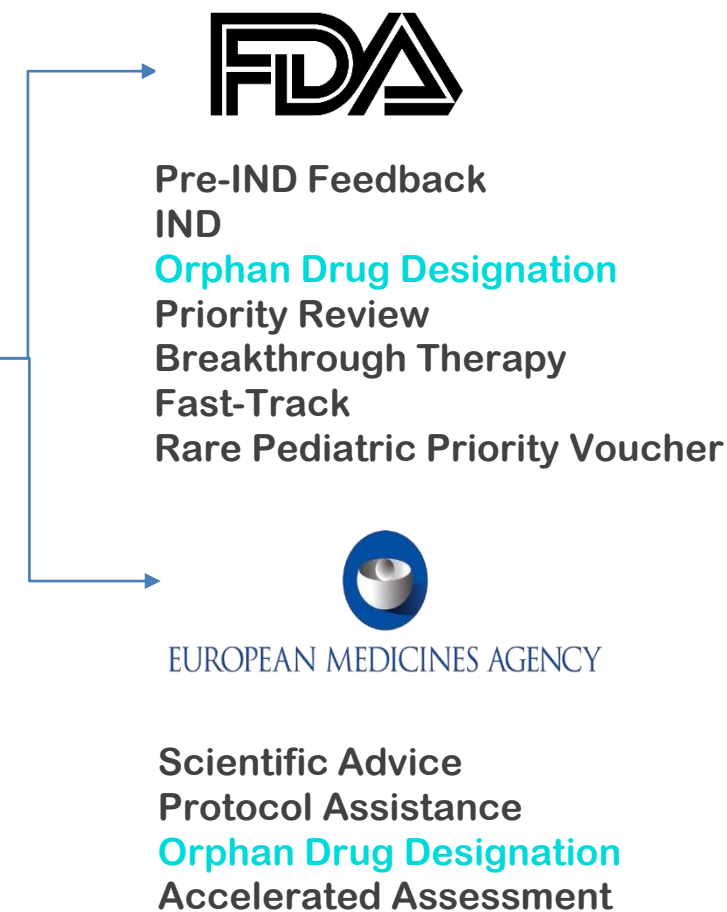 FDA
Pre-IND Feedback
IND
Orphan Drug Designation
Priority Review
Breakthrough Therapy
Fast-Track
Rare Pediatric Priority Voucher
EUROPEAN MEDICINES AGENCY
Scientific Advice
Protocol Assistance
Orphan Drug Designation
Accelerated Assessment